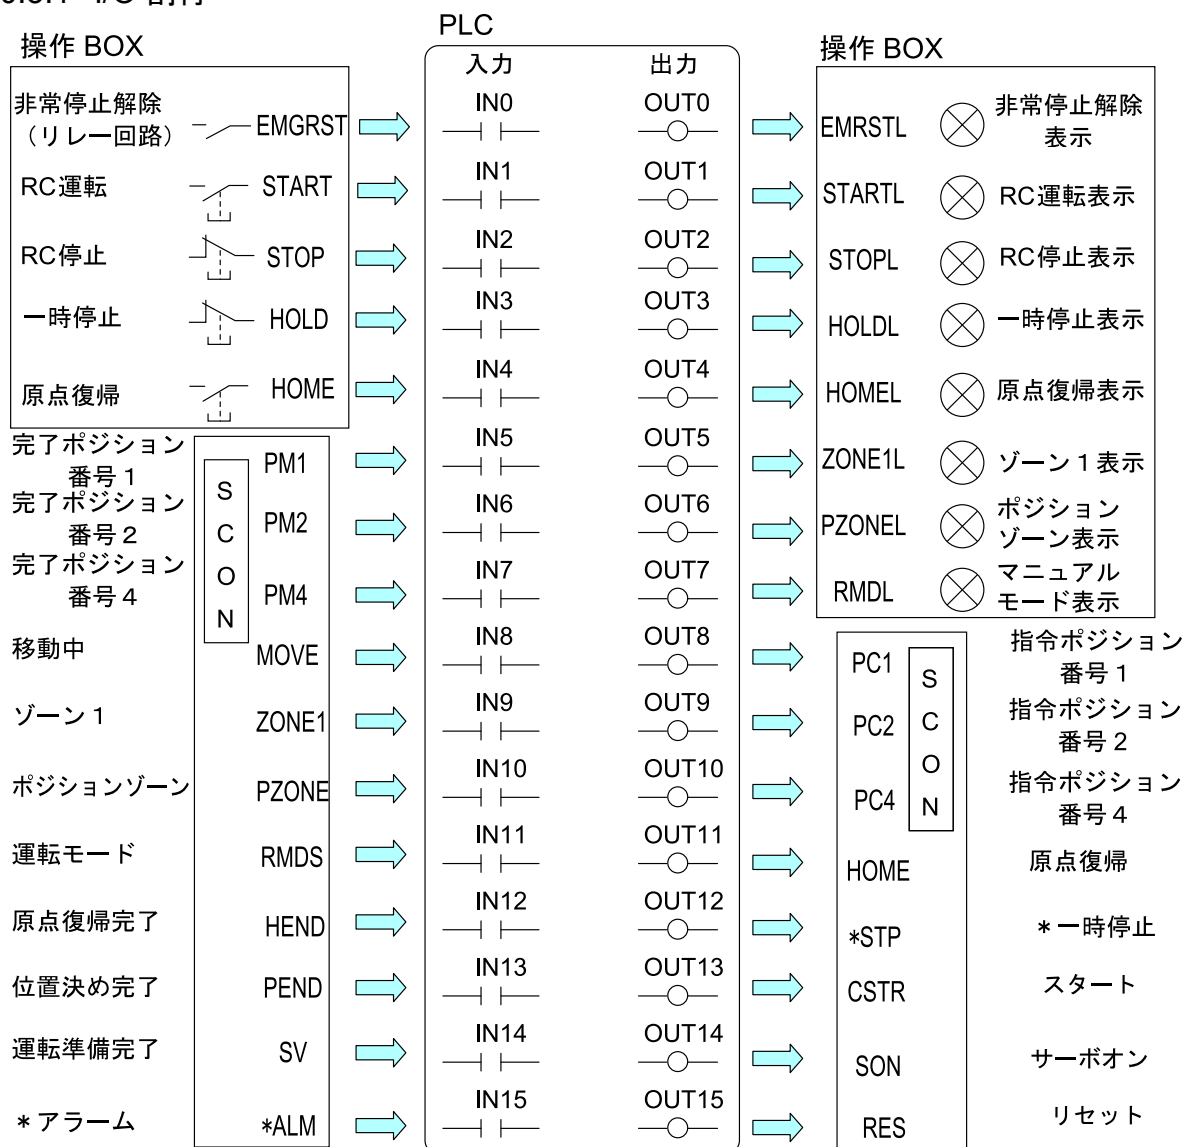 PLC
操作 BOX
操作 BOX
入力
出力
非常停止解除
（リレー回路）
EMGRST
IN0
OUT0
EMRSTL
非常停止解除
表示
RC運転
START
IN1
OUT1
STARTL
RC運転表示
RC停止
STOP
IN2
OUT2
STOPL
RC停止表示
一時停止
HOLD
IN3
OUT3
HOLDL
一時停止表示
原点復帰
HOME
IN4
OUT4
HOMEL
原点復帰表示
完了ポジション
番号１
PM1
IN5
OUT5
ZONE1L
ゾーン１表示
完了ポジション
番号２
PM2
IN6
OUT6
PZONEL
ポジション
ゾーン表示
完了ポジション
番号４
PM4
IN7
OUT7
RMDL
マニュアル
モード表示
S
C
O
N
移動中
MOVE
IN8
OUT8
PC1
指令ポジション
番号１
ゾーン１
ZONE1
IN9
OUT9
PC2
指令ポジション
番号２
ポジションゾーン
PZONE
IN10
OUT10
PC4
指令ポジション
番号４
S
C
O
N
運転モード
RMDS
IN11
OUT11
HOME
原点復帰
原点復帰完了
HEND
IN12
OUT12
*STP
＊一時停止
位置決め完了
PEND
IN13
OUT13
CSTR
スタート
運転準備完了
SV
IN14
OUT14
SON
サーボオン
＊アラーム
*ALM
IN15
OUT15
RES
リセット